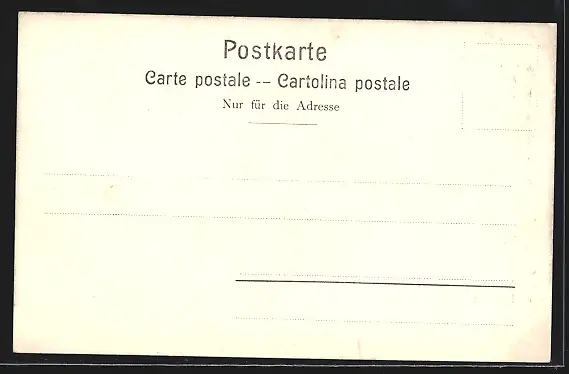 Postkarte
Carte postale -- Cartolina postale
Nur für die Adresse